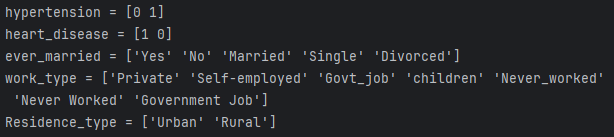 hypertension = [0 1]
heart_disease = [1 0]
ever_married = ['Yes' 'No' 'Married' 'Single' 'Divorced']
work_type = ['Private' 'Self-employed' 'Govt_job' 'children' 'Never_worked'
 'Never Worked' 'Government Job']
Residence_type = ['Urban' 'Rural']